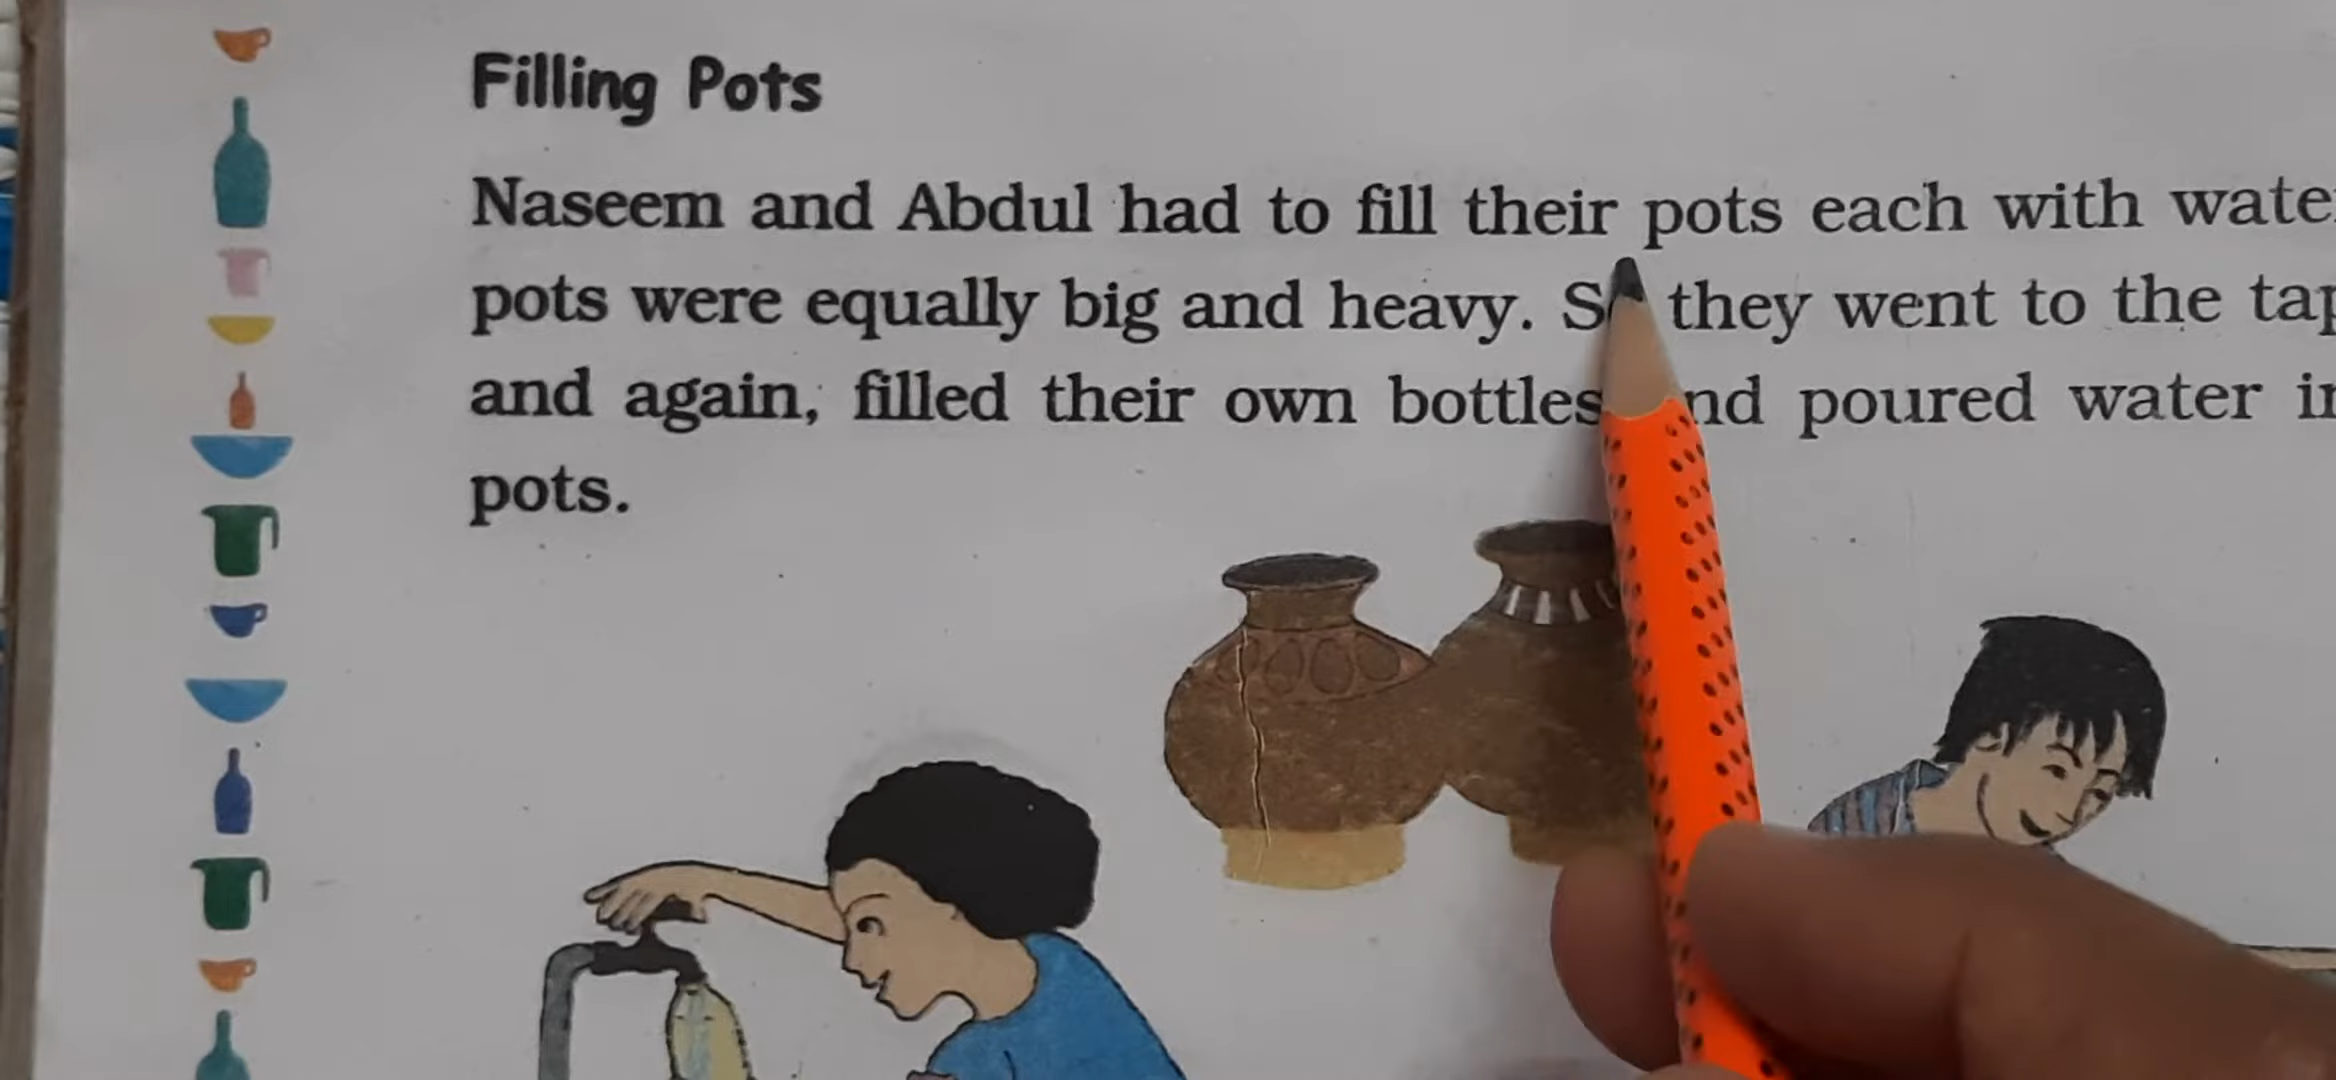 Filling Pots
Naseem and Abdul had to fill their pots each with
pots were equally big and heavy. they went to the
and again, filled their own bottles poured water
pots.